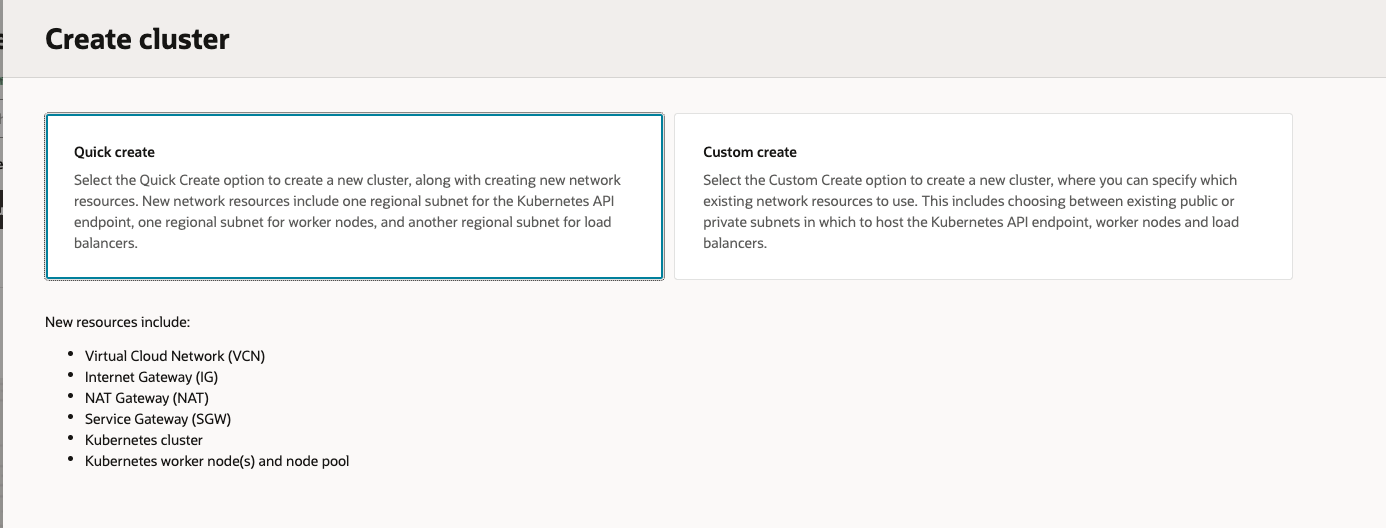 Create cluster
Quick create
Select the Quick Create option to create a new cluster, along with creating new network
resources. New network resources include one regional subnet for the Kubernetes API
endpoint, one regional subnet for worker nodes, and another regional subnet for load
balancers.
Custom create
Select the Custom Create option to create a new cluster, where you can specify which
existing network resources to use. This includes choosing between existing public or
private subnets in which to host the Kubernetes API endpoint, worker nodes and load
balancers.
New resources include:
• Virtual Cloud Network (VCN)
• Internet Gateway (IG)
• NAT Gateway (NAT)
• Service Gateway (SGW)
• Kubernetes cluster
• Kubernetes worker node(s) and node pool